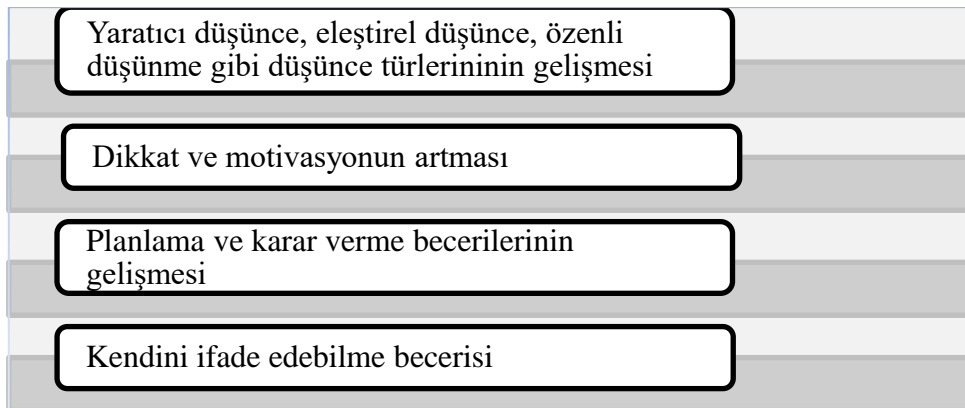 Yaratıcı düşünce, eleştirel düşünce, özenli
düşünme gibi düşünce türlerininin gelişmesi
Dikkat ve motivasyonun artması
Planlama ve karar verme becerilerinin
gelişmesi
Kendini ifade edebilme becerisi